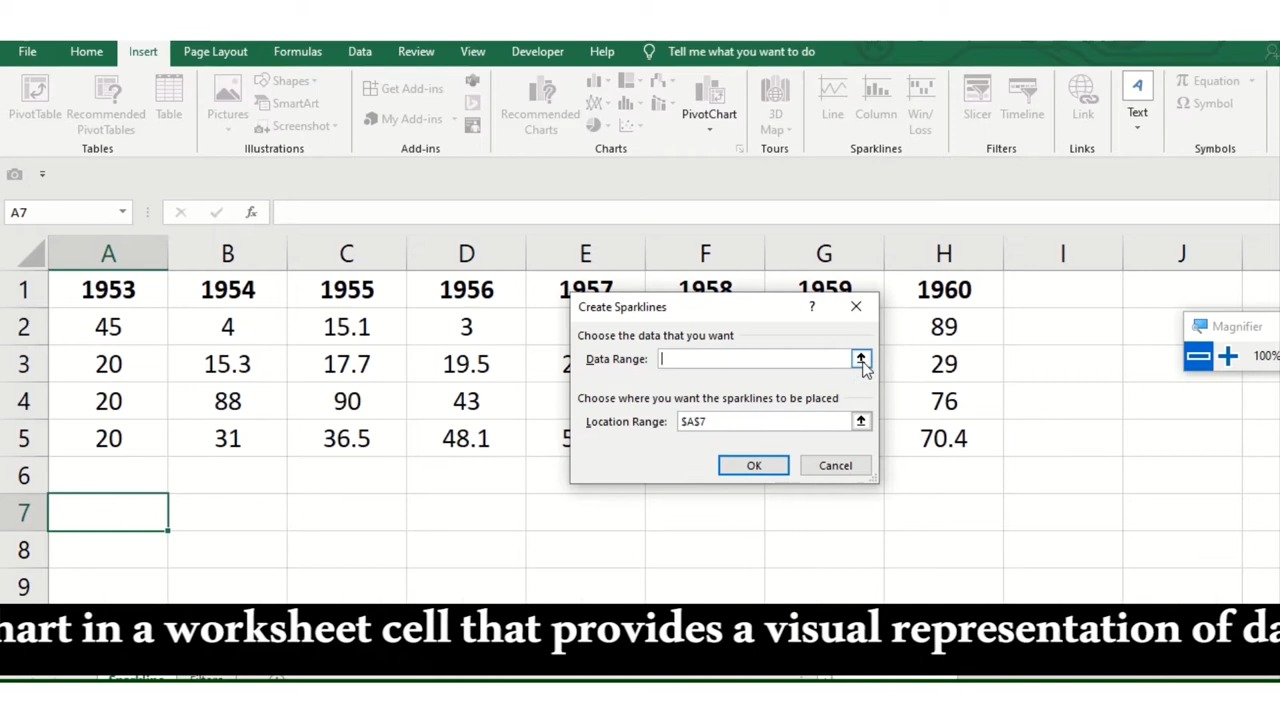 File Home Insert Page Layout Formulas Data Review View Developer Help Tell me what you want to do
PivotTable Recommended PivotTables Table
Tables
Pictures Shapes SmartArt Screenshot
Illustrations
Get Add-ins
My Add-ins
Add-ins
Recommended Charts PivotChart
Charts
3D Map
Tours
Line Column Win/Loss
Sparklines
Slicer Timeline
Filters
Link
Links
A
Text
π Equation
Ω Symbol
Symbols
A7 fx
A B C D E F G H I J
1 1953 1954 1955 1956 1957 1958 1959 1960
2 45 4 15.1 3 89
3 20 15.3 17.7 19.5 29
4 20 88 90 43 76
5 20 31 36.5 48.1 70.4
6
7
8
9
Create Sparklines ?
Choose the data that you want
Data Range:
Choose where you want the sparklines to be placed
Location Range: $A$7
OK Cancel
Magnifier
100%
hart in a worksheet cell that provides a visual representation of da